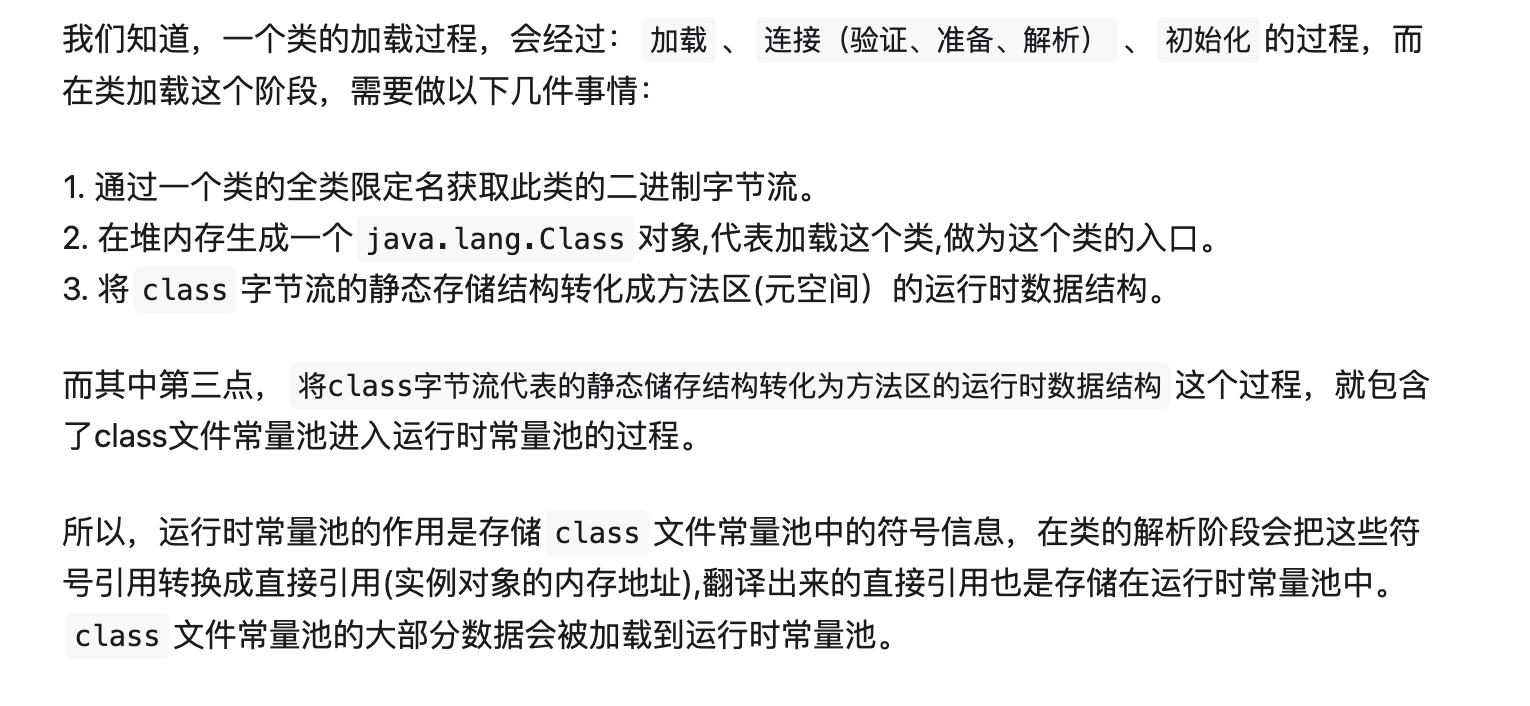 我们知道，一个类的加载过程，会经过： 加载 、 连接（验证、准备、解析） 、 初始化 的过程，而
在类加载这个阶段，需要做以下几件事情：
1. 通过一个类的全类限定名获取此类的二进制字节流。
2. 在堆内存生成一个 java.lang.Class 对象,代表加载这个类,做为这个类的入口。
3. 将 class 字节流的静态存储结构转化成方法区(元空间）的运行时数据结构。
而其中第三点， 将class字节流代表的静态储存结构转化为方法区的运行时数据结构 这个过程，就包含
了class文件常量池进入运行时常量池的过程。
所以，运行时常量池的作用是存储 class 文件常量池中的符号信息，在类的解析阶段会把这些符
号引用转换成直接引用(实例对象的内存地址),翻译出来的直接引用也是存储在运行时常量池中。
class 文件常量池的大部分数据会被加载到运行时常量池。